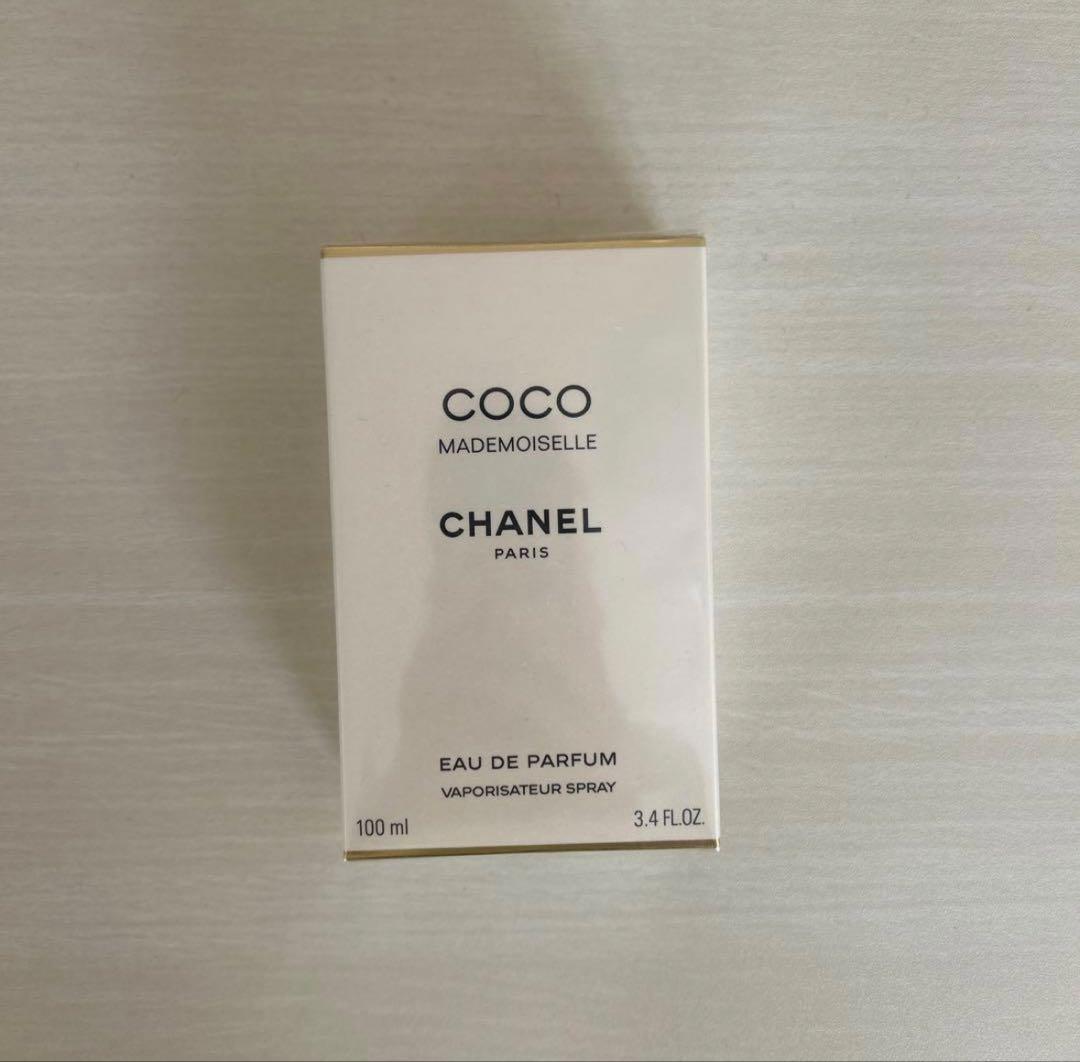 COCO
MADEMOISELLE
CHANEL
PARIS
EAU DE PARFUM
VAPORISATEUR SPRAY
100 ml
3.4 FL.OZ.